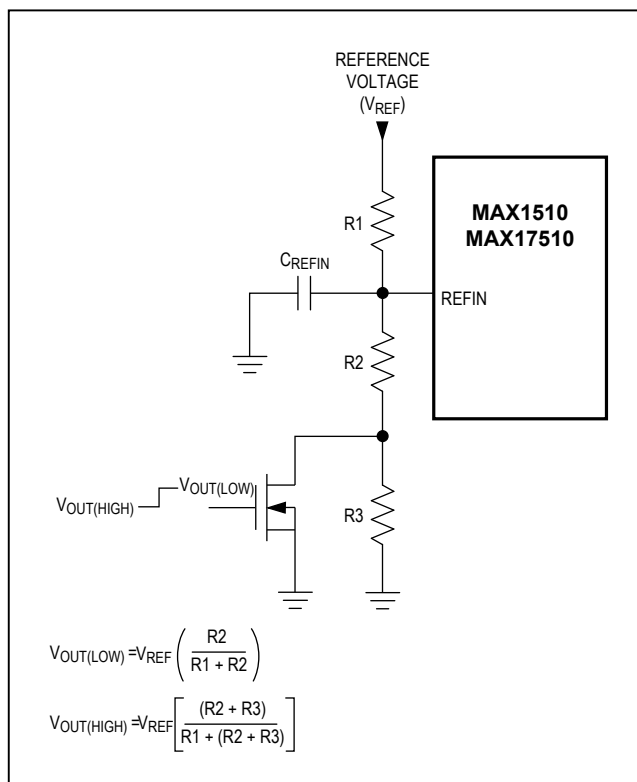 REFERENCE
VOLTAGE
(VREF)
R1
MAX1510
MAX17510
CREFIN
REFIN
R2
VOUT(LOW)
VOUT(HIGH)
R3
VOUT(LOW) =VREF ( R2 / R1 + R2 )
VOUT(HIGH) =VREF [ (R2 + R3) / R1 + (R2 + R3) ]